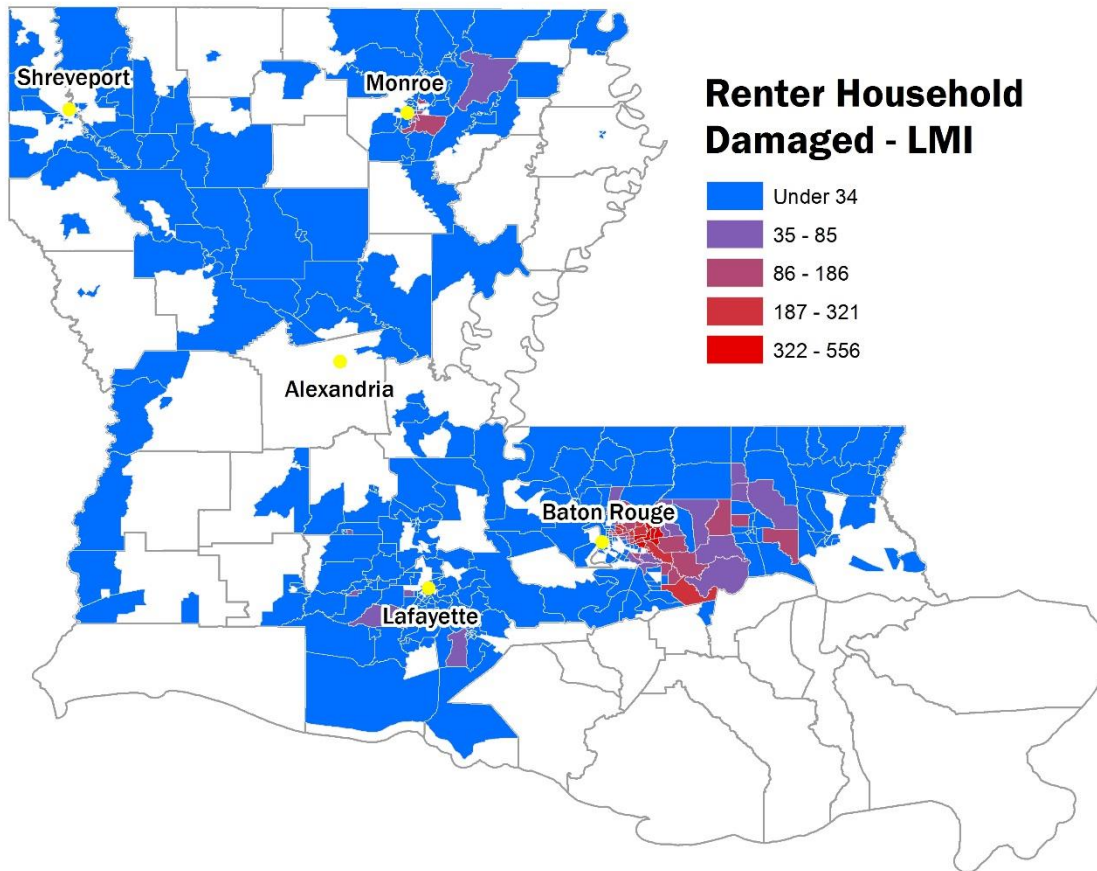 Shreveport
Monroe
Renter Household
Damaged - LMI
Under 34
35 - 85
86 - 186
187 - 321
322 - 556
Alexandria
Baton Rouge
Lafayette